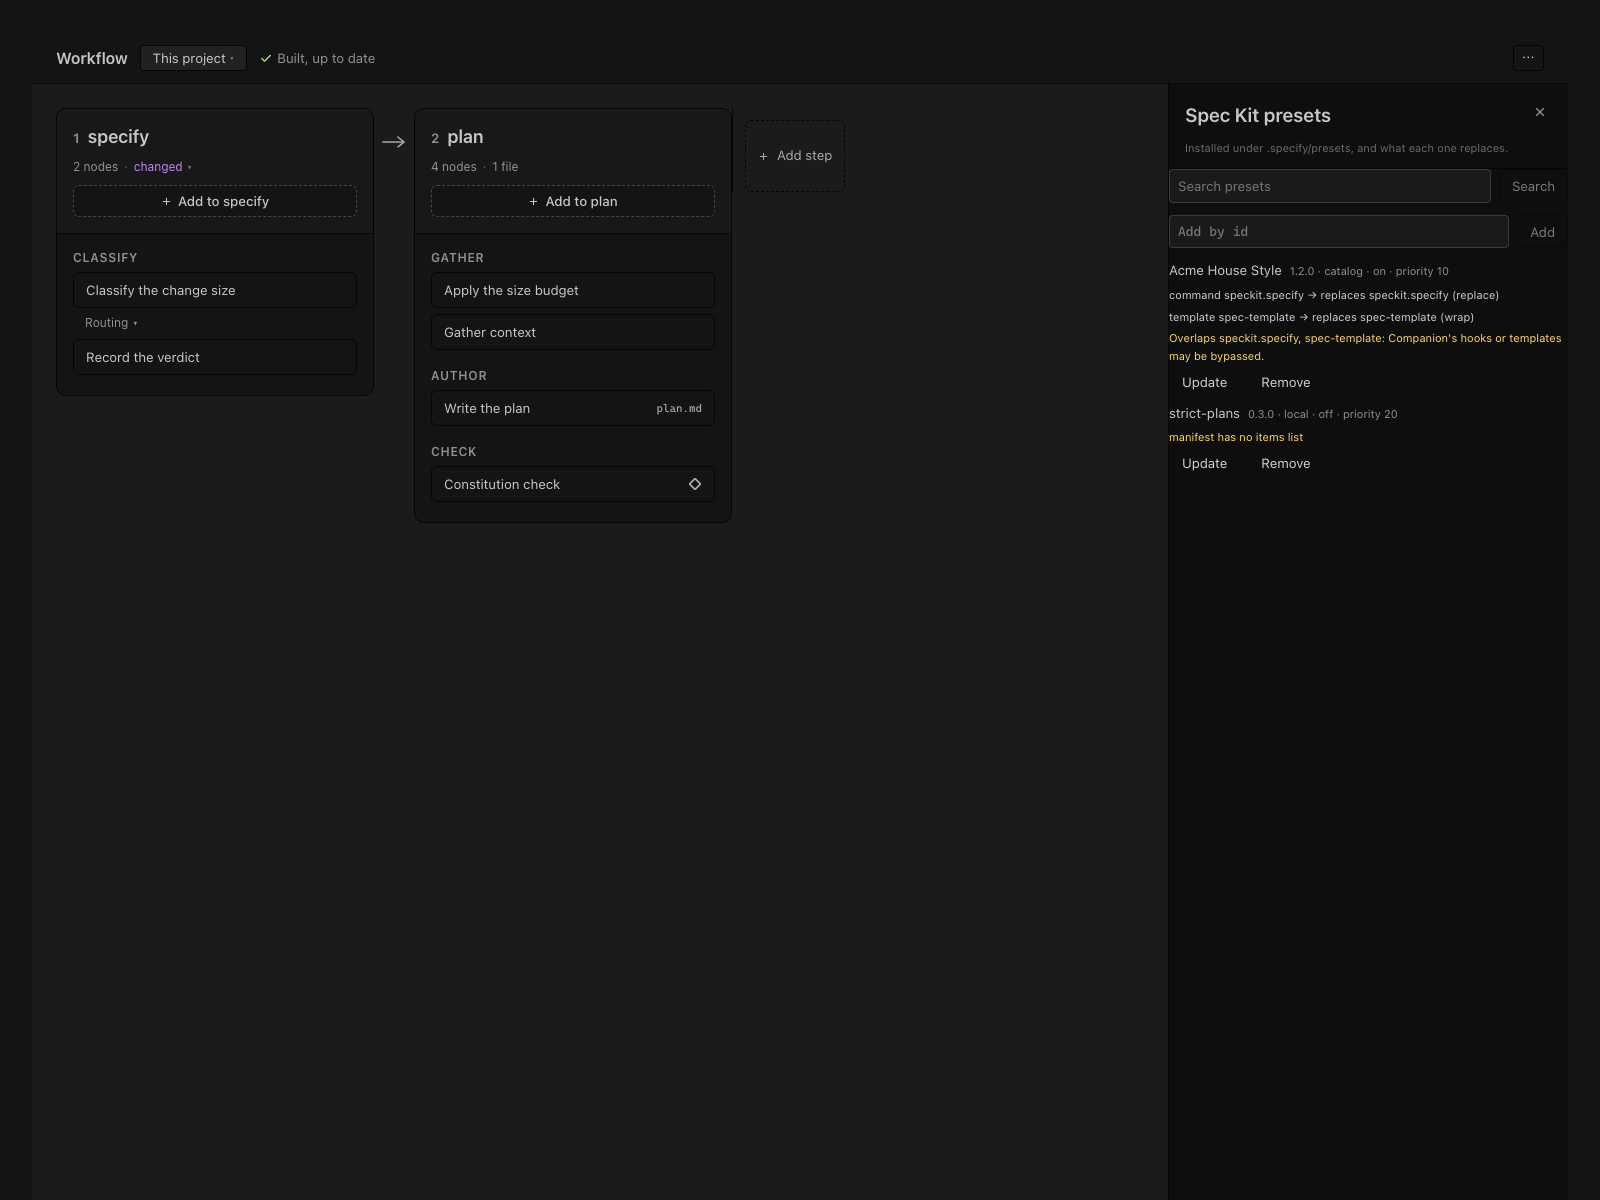 Workflow
This project
Built, up to date
···
1 specify
2 nodes · changed
+ Add to specify
CLASSIFY
Classify the change size
Routing
Record the verdict
2 plan
4 nodes · 1 file
+ Add to plan
GATHER
Apply the size budget
Gather context
AUTHOR
Write the plan plan.md
CHECK
Constitution check
+ Add step
Spec Kit presets
Installed under .specify/presets, and what each one replaces.
Search presets Search
Add by id Add
Acme House Style 1.2.0 · catalog · on · priority 10
command speckit.specify → replaces speckit.specify (replace)
template spec-template → replaces spec-template (wrap)
Overlaps speckit.specify, spec-template: Companion's hooks or templates
may be bypassed.
Update Remove
strict-plans 0.3.0 · local · off · priority 20
manifest has no items list
Update Remove